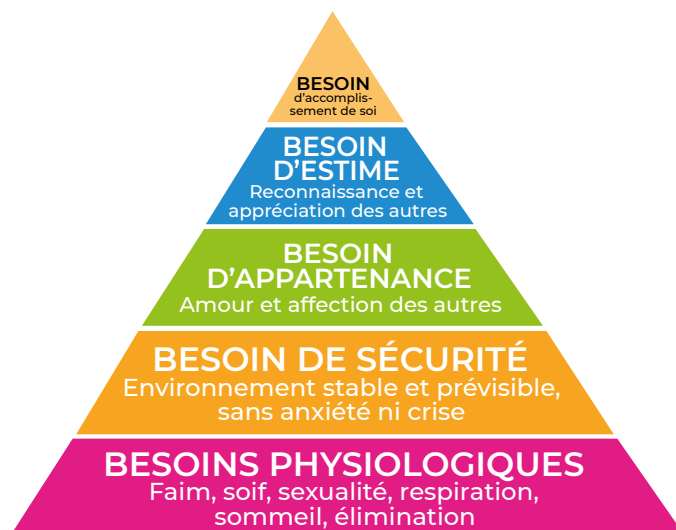 BESOIN
d'accomplis-
sement de soi
BESOIN
D'ESTIME
Reconnaissance et
appréciation des autres
BESOIN
D'APPARTENANCE
Amour et affection des autres
BESOIN DE SÉCURITÉ
Environnement stable et prévisible,
sans anxiété ni crise
BESOINS PHYSIOLOGIQUES
Faim, soif, sexualité, respiration,
sommeil, élimination